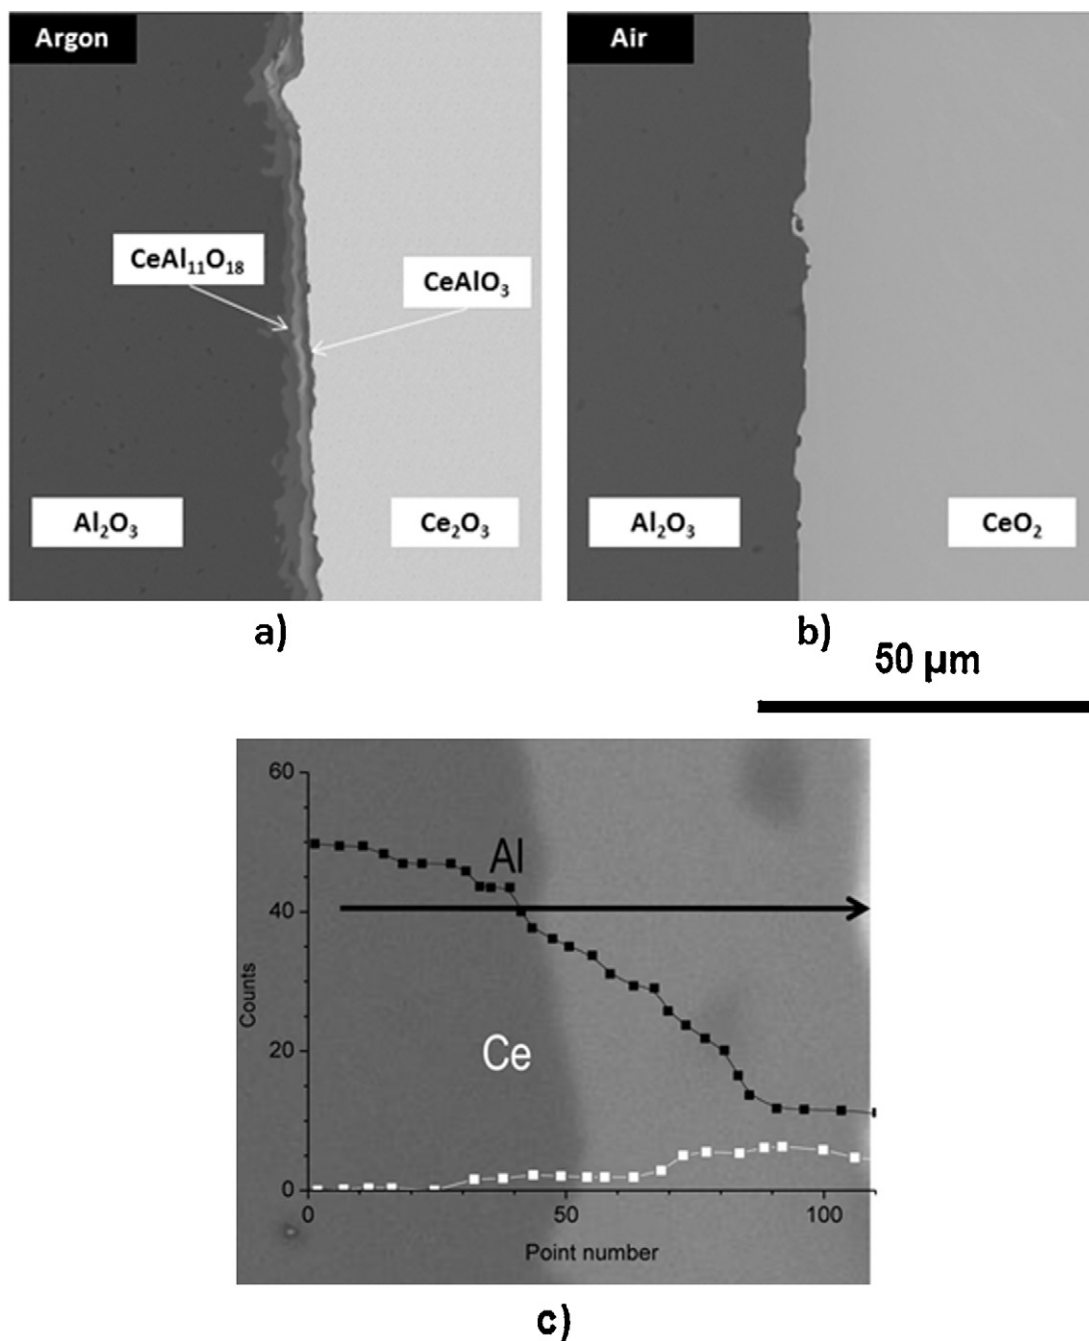 Argon
Air
CeAl₁₁O₁₈
CeAlO₃
Al₂O₃
Ce₂O₃
Al₂O₃
CeO₂
a)
b)
50 µm
60
40
20
0
Counts
Al
Ce
0
50
100
Point number
c)